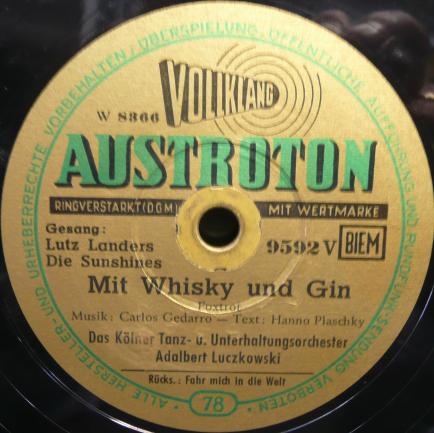 ALLE HERSTELLER- UND URHEBERRECHTE VORBEHALTEN · ÜBERSPIELUNG, ÖFFENTLICHE AUFFÜHRUNG UND RUNDFUNKSENDUNG VERBOTEN ·
W 8366
VOLLKLANG
AUSTROTON
RINGVERSTÄRKT(DGM) MIT WERTMARKE
Gesang:
Lutz Landers
Die Sunshines
9592 V BIEM
Mit Whisky und Gin
Foxtrot
Musik: Carlos Gedarro — Text: Hanno Plaschky
Das Kölner Tanz- u. Unterhaltungsorchester
Adalbert Luczkowski
Rücks.: Fahr mich in die Welt
78